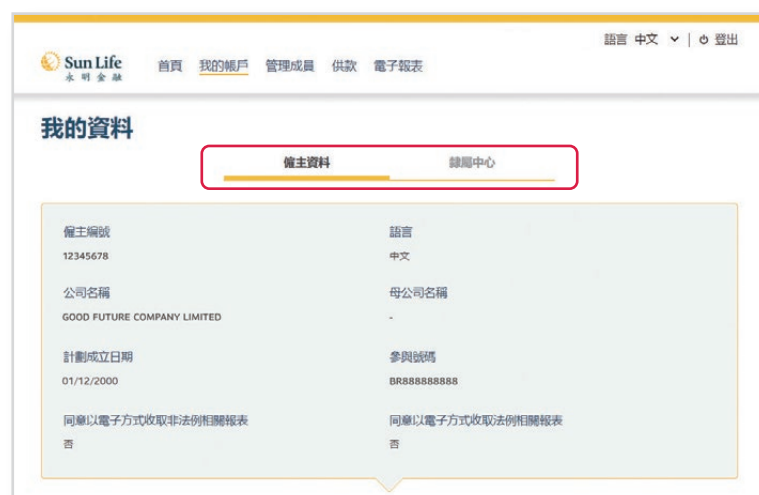 語言 中文 | 登出
Sun Life
永明金融
首頁 我的帳戶 管理成員 供款 電子報表
我的資料
僱主資料 隸屬中心
僱主編號 語言
12345678 中文
公司名稱 母公司名稱
GOOD FUTURE COMPANY LIMITED -
計劃成立日期 參與號碼
01/12/2000 BR888888888
同意以電子方式收取非法例相關報表 同意以電子方式收取法例相關報表
否 否